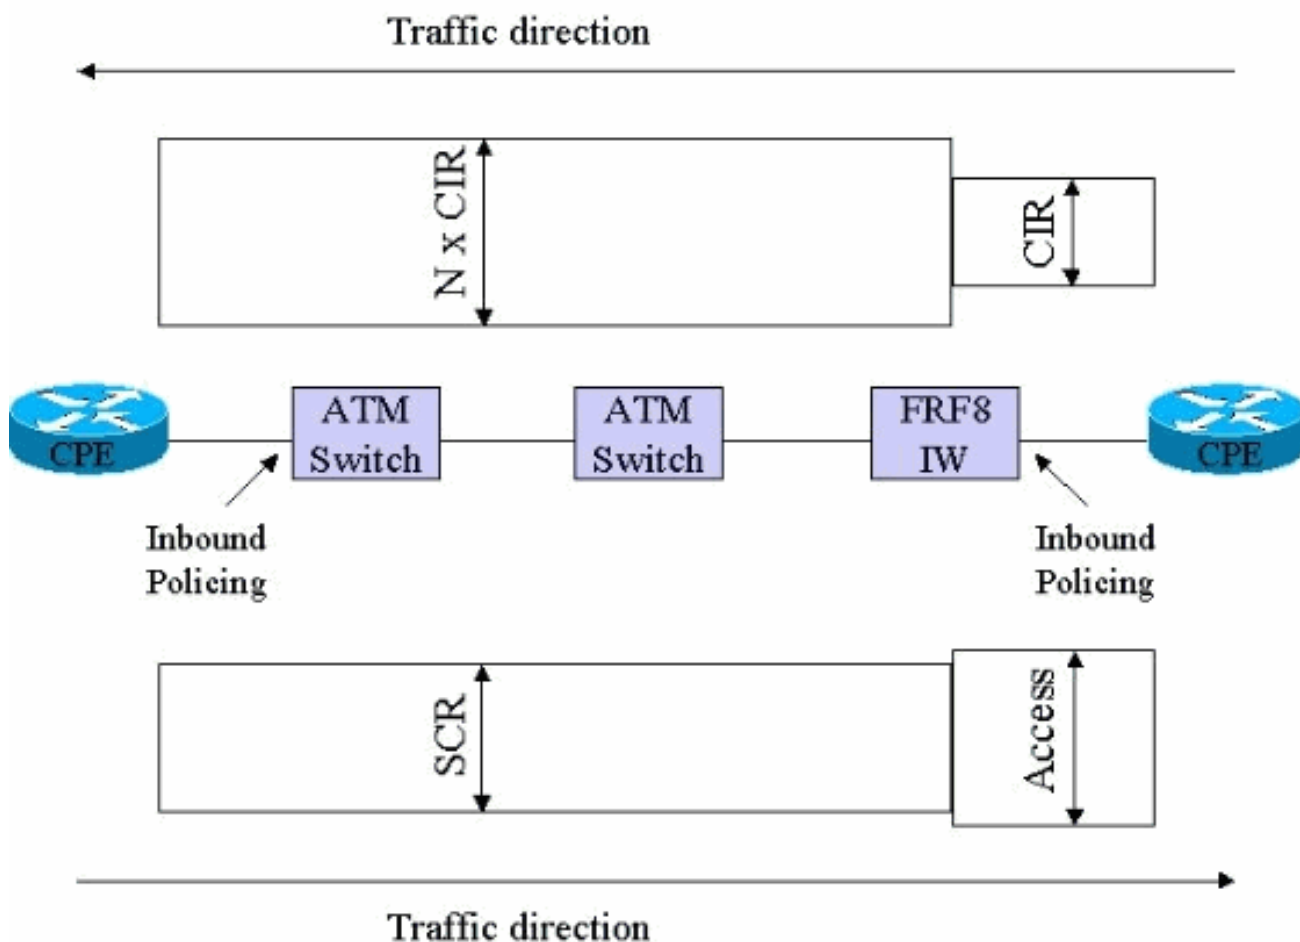 Traffic direction
N x CIR
CIR
CPE
ATM
Switch
ATM
Switch
FRF8
IW
CPE
Inbound
Policing
Inbound
Policing
SCR
Access
Traffic direction